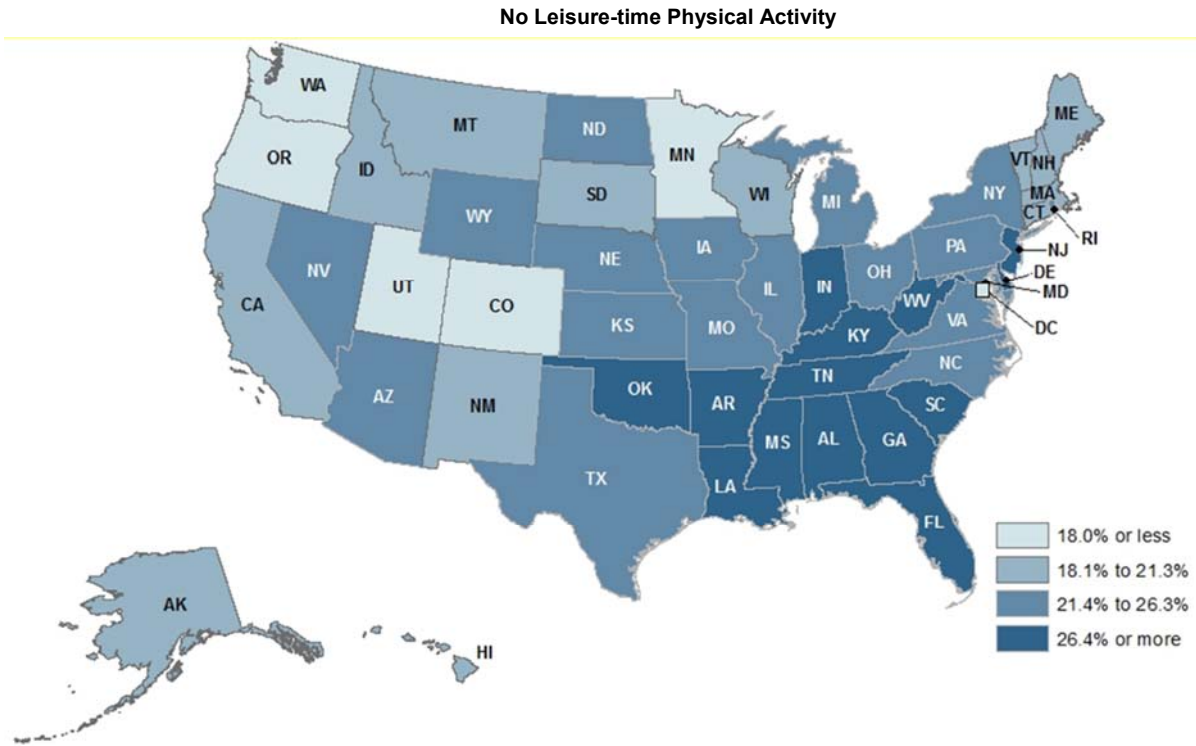 No Leisure-time Physical Activity
WA
ME
MT
ND
VT
NH
OR
MN
ID
SD
WI
MI
NY
MA
CT
WY
RI
IA
PA
NJ
NE
NV
OH
DE
UT
IL
IN
MD
CA
CO
WV
DC
KS
MO
KY
VA
NC
TN
OK
AZ
NM
AR
SC
MS
AL
GA
TX
LA
FL
18.0% or less
18.1% to 21.3%
21.4% to 26.3%
26.4% or more
AK
HI